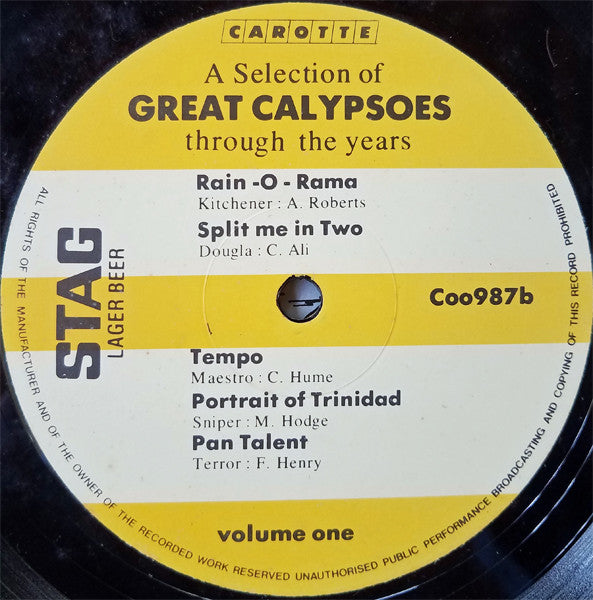 CAROTTE
A Selection of
GREAT CALYPSOES
through the years
Rain -O - Rama
Kitchener : A. Roberts
Split me in Two
Dougla : C. Ali
STAG
LAGER BEER
Coo987b
Tempo
Maestro : C. Hume
Portrait of Trinidad
Sniper : M. Hodge
Pan Talent
Terror : F. Henry
volume one
ALL RIGHTS OF THE MANUFACTURER AND OF THE OWNER OF THE RECORDED WORK RESERVED UNAUTHORISED PUBLIC PERFORMANCE BROADCASTING AND COPYING OF THIS RECORD PROHIBITED